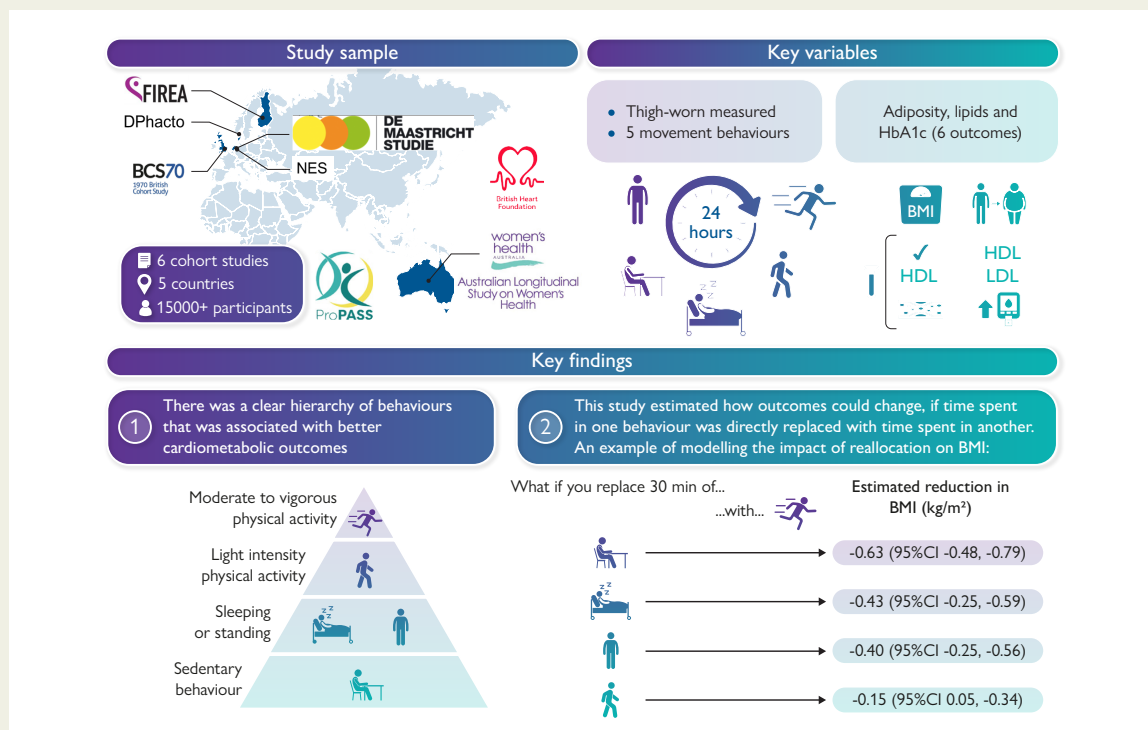 Study sample
Key variables
FIREA
DPhacto
BCS70
1970 British
Cohort Study
DE
MAASTRICHT
STUDIE
NES
British Heart
Foundation
6 cohort studies
5 countries
15000+ participants
ProPASS
women's
health
AUSTRALIA
Australian Longitudinal
Study on Women's
Health
• Thigh-worn measured
• 5 movement behaviours
Adiposity, lipids and
HbA1c (6 outcomes)
24
hours
z z z
BMI
✓
HDL
HDL
LDL
Key findings
1
There was a clear hierarchy of behaviours
that was associated with better
cardiometabolic outcomes
2
This study estimated how outcomes could change, if time spent
in one behaviour was directly replaced with time spent in another.
An example of modelling the impact of reallocation on BMI:
Moderate to vigorous
physical activity
Light intensity
physical activity
Sleeping
or standing
z z z
Sedentary
behaviour
What if you replace 30 min of...
...with...
Estimated reduction in
BMI (kg/m²)
-0.63 (95%CI -0.48, -0.79)
z z z
-0.43 (95%CI -0.25, -0.59)
-0.40 (95%CI -0.25, -0.56)
-0.15 (95%CI 0.05, -0.34)